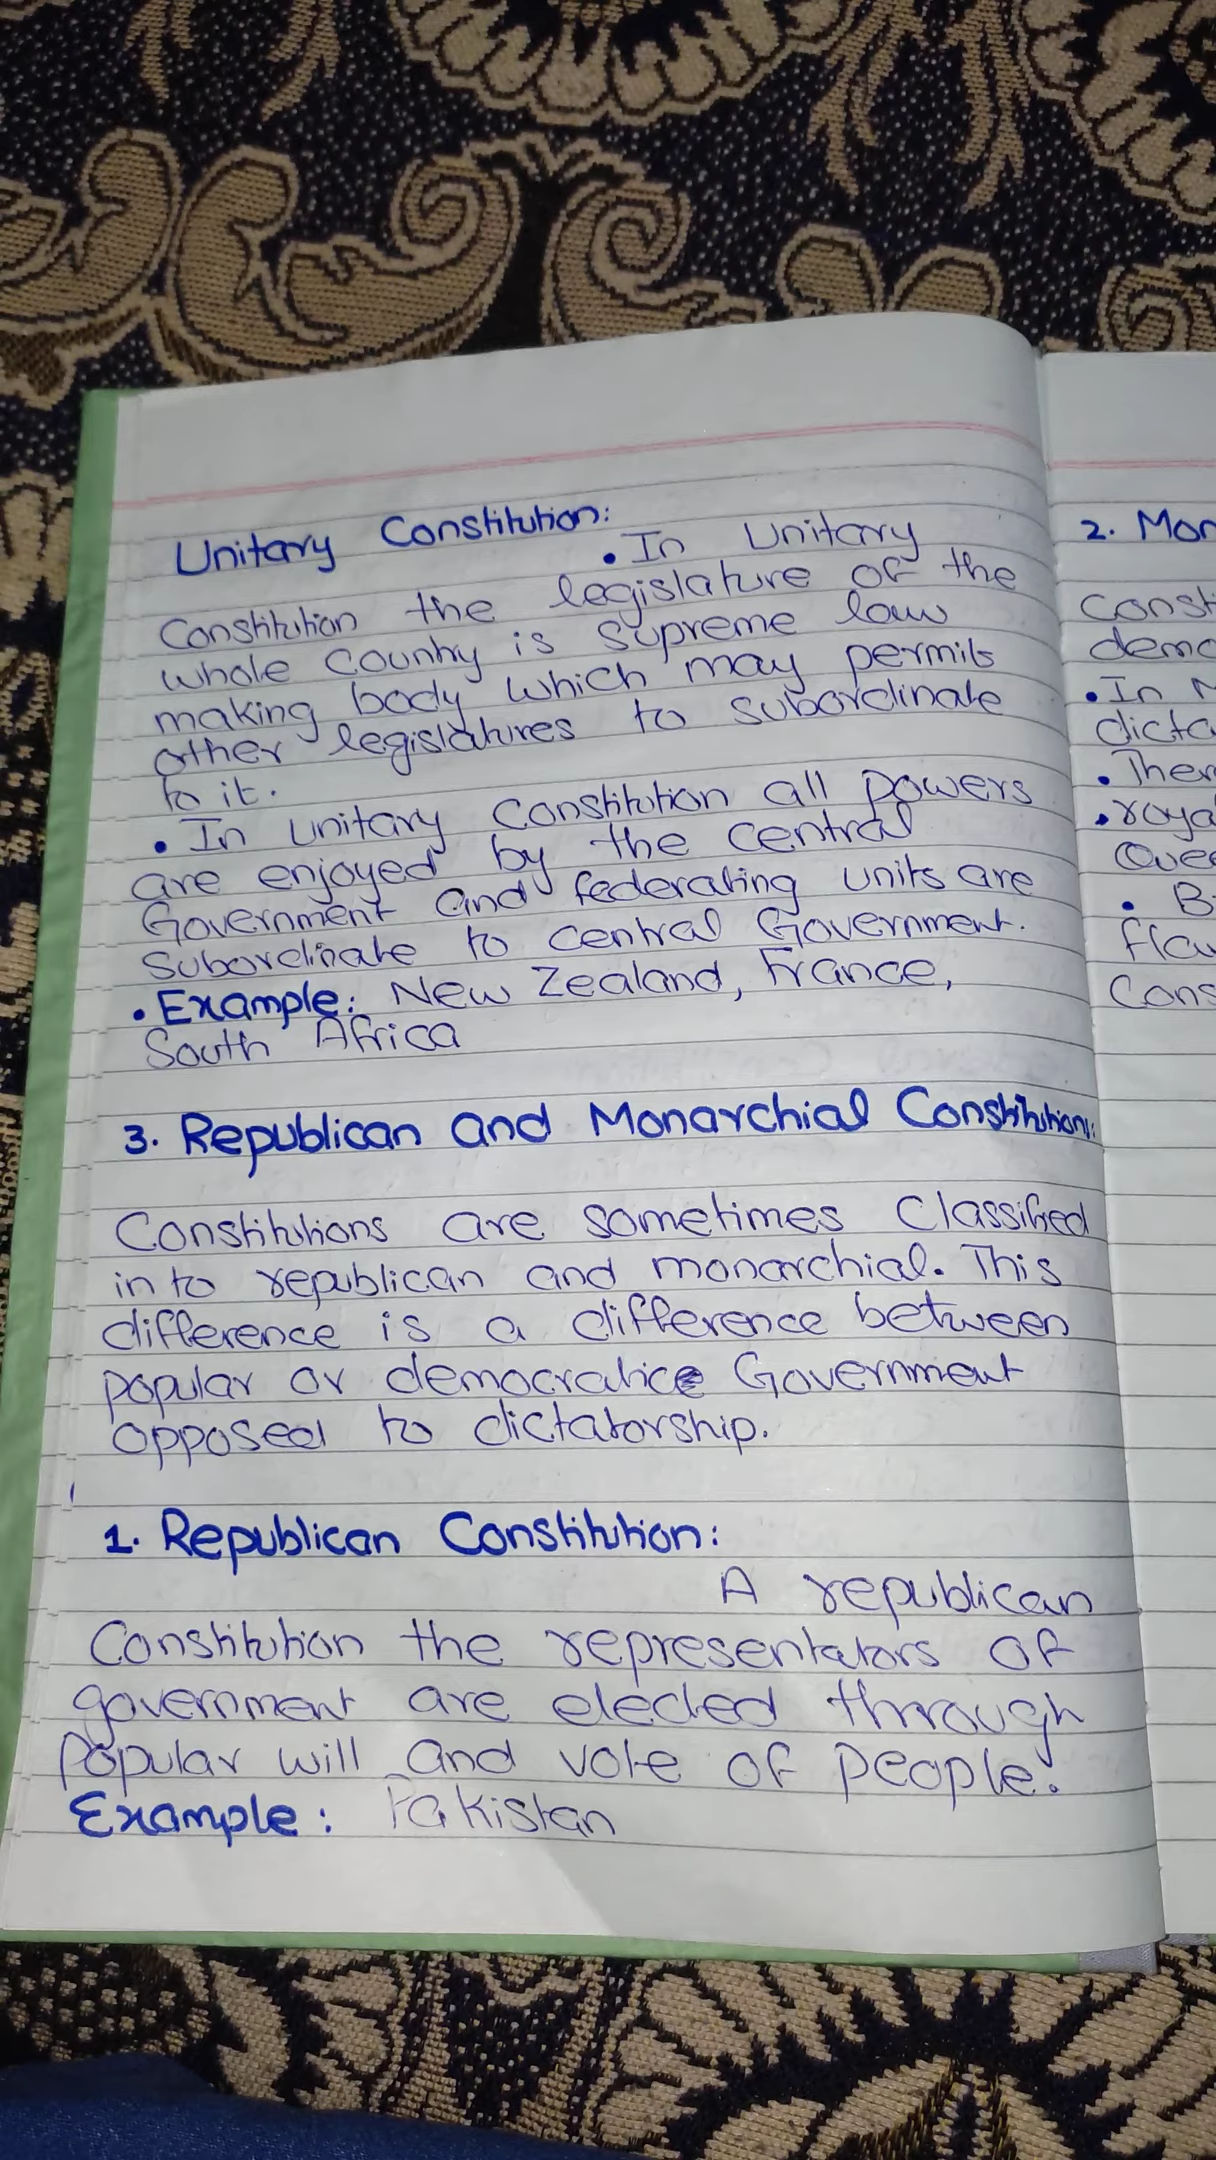 Unitary Constitution:
• In Unitary
Constitution the legislature of the
whole country is supreme law
making body which may permits
other legislatures to subordinate
to it.
• In unitary constitution all powers
are enjoyed by the central
Government and federating units are
subordinate to central Government.
• Example: New Zealand, France,
South Africa
3. Republican and Monarchial Constitution:
Constitutions are sometimes classified
into republican and monarchial. This
difference is a difference between
popular or democratice Government
opposed to dictatorship.
1. Republican Constitution:
A republican
Constitution the representators of
government are elected through
Popular will and vote of people.
Example: Pakistan
2. Mon
Const
demo
• In M
dicta
• Ther
• roya
Quee
• B
flow
Cons